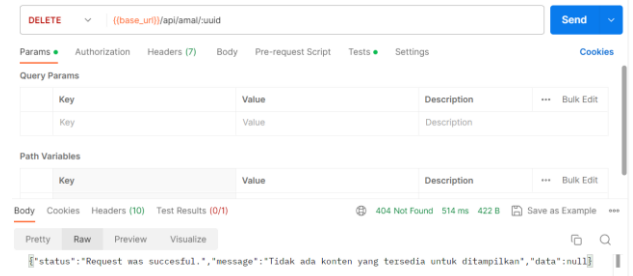 DELETE {{base_url}}/api/amal/:uuid Send
Params Authorization Headers (7) Body Pre-request Script Tests Settings Cookies
Query Params
Key Value Description ••• Bulk Edit
Key Value Description
Path Variables
Key Value Description ••• Bulk Edit
Body Cookies Headers (10) Test Results (0/1) 404 Not Found 514 ms 422 B Save as Example •••
Pretty Raw Preview Visualize
{"status":"Request was succesful.","message":"Tidak ada konten yang tersedia untuk ditampilkan","data":null}